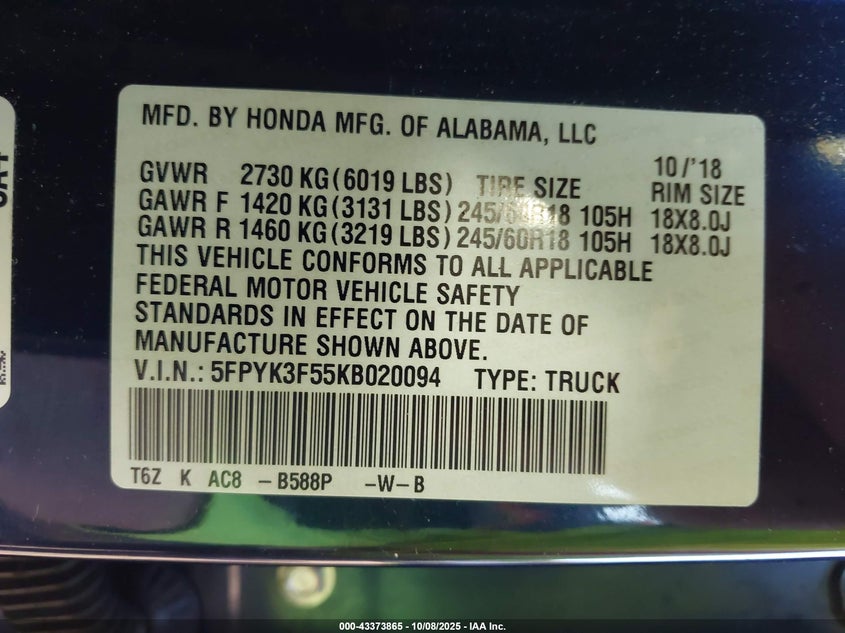 MFD. BY HONDA MFG. OF ALABAMA, LLC
10/'18
GVWR 2730 KG (6019 LBS) TIRE SIZE RIM SIZE
GAWR F 1420 KG (3131 LBS) 245/60R18 105H 18X8.0J
GAWR R 1460 KG (3219 LBS) 245/60R18 105H 18X8.0J
THIS VEHICLE CONFORMS TO ALL APPLICABLE
FEDERAL MOTOR VEHICLE SAFETY
STANDARDS IN EFFECT ON THE DATE OF
MANUFACTURE SHOWN ABOVE.
V.I.N.: 5FPYK3F55KB020094 TYPE: TRUCK
T6Z K AC8 -B588P -W-B
000-43373865 - 10/08/2025 - IAA Inc.